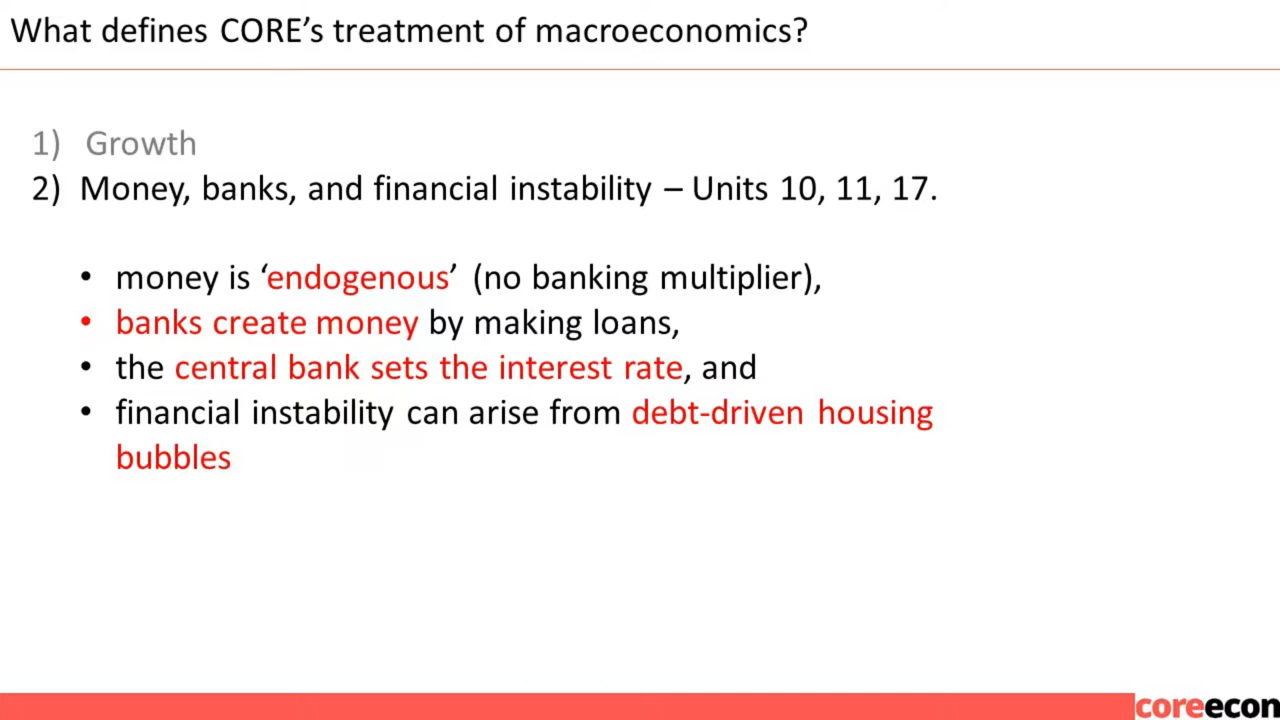 What defines CORE’s treatment of macroeconomics?
1) Growth
2) Money, banks, and financial instability – Units 10, 11, 17.
• money is ‘endogenous’ (no banking multiplier),
• banks create money by making loans,
• the central bank sets the interest rate, and
• financial instability can arise from debt-driven housing
bubbles
coreecon